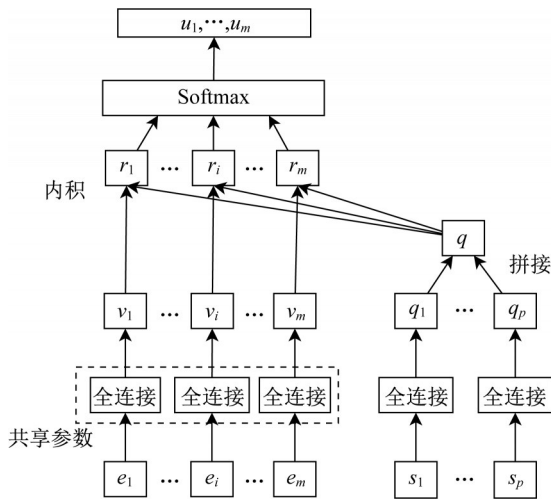 u1,⋯,um
Softmax
r1 ⋯ ri ⋯ rm
内积
q
拼接
v1 ⋯ vi ⋯ vm q1 ⋯ qp
全连接 全连接 全连接 全连接 全连接
共享参数
e1 ⋯ ei ⋯ em s1 ⋯ sp